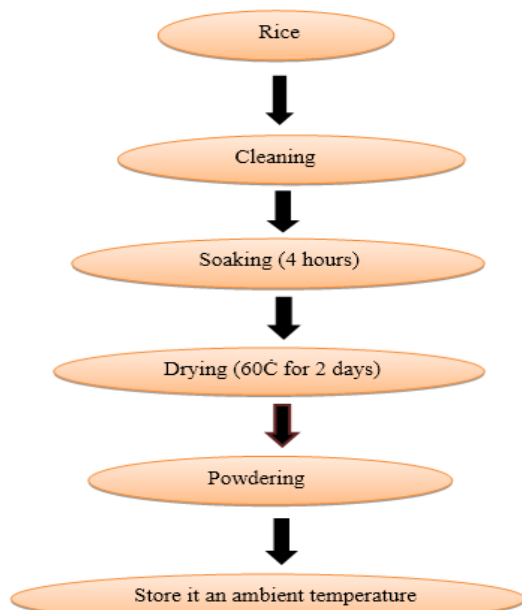 Rice
Cleaning
Soaking (4 hours)
Drying (60Ċ for 2 days)
Powdering
Store it an ambient temperature